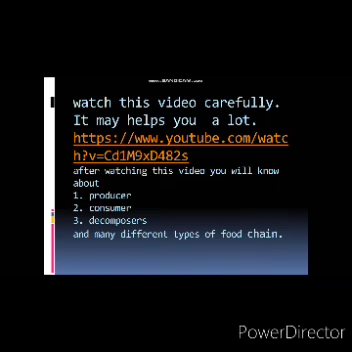 watch this video carefully.
It may helps you a lot.
https://www.youtube.com/watc
h?v=Cd1M9xD482s
after watching this video you will know
about
1. producer
2. consumer
3. decomposers
and many different types of food chain.
PowerDirector